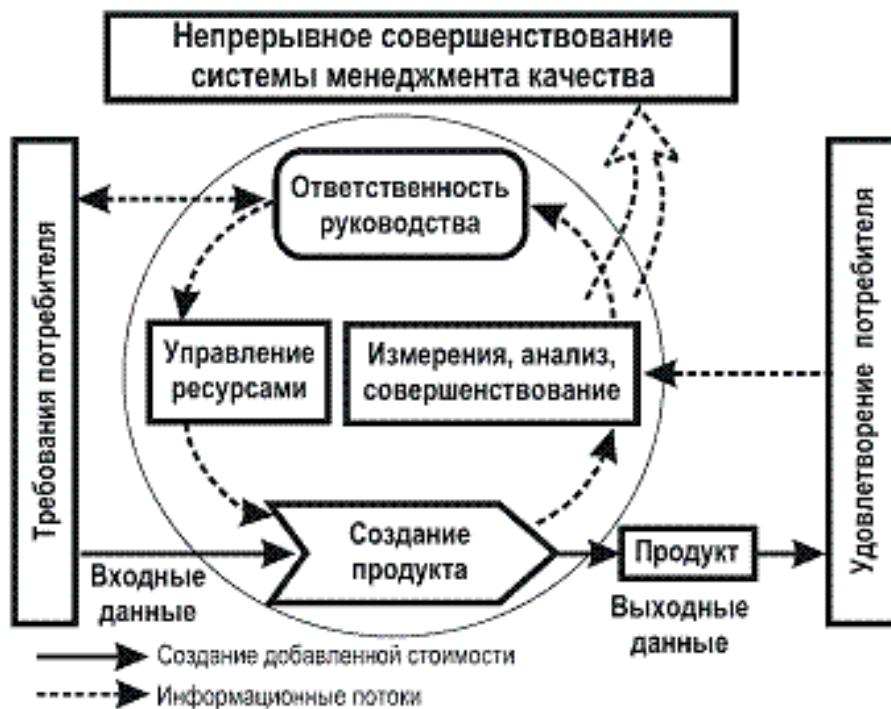 Непрерывное совершенствование
системы менеджмента качества
Требования потребителя
Ответственность
руководства
Удовлетворение потребителя
Управление
ресурсами
Измерения, анализ,
совершенствование
Создание
продукта
Продукт
Входные
данные
Выходные
данные
Создание добавленной стоимости
Информационные потоки